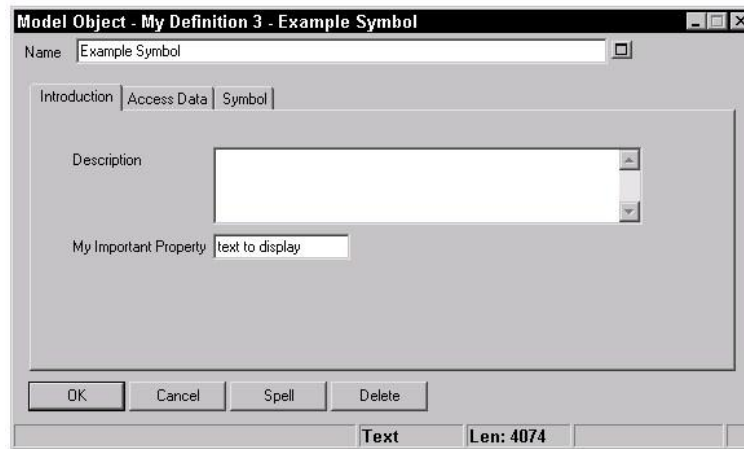 Model Object - My Definition 3 - Example Symbol
Name Example Symbol
Introduction Access Data Symbol
Description
My Important Property text to display
OK Cancel Spell Delete
Text Len: 4074